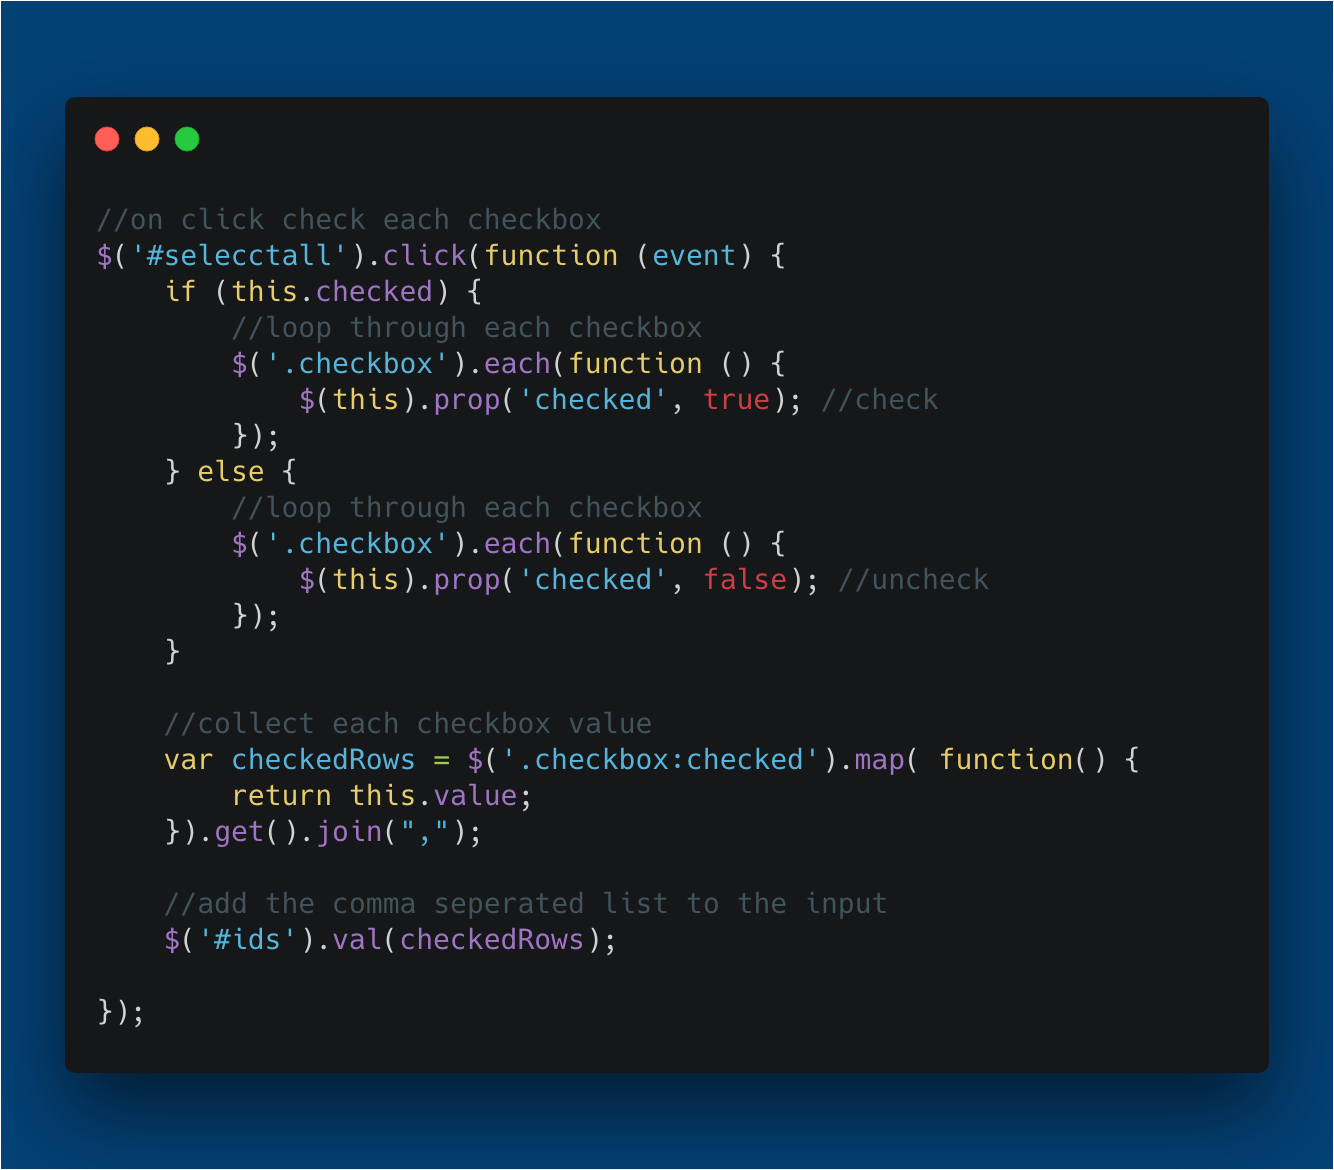 //on click check each checkbox
$('#selecctall').click(function (event) {
    if (this.checked) {
        //loop through each checkbox
        $('.checkbox').each(function () {
            $(this).prop('checked', true); //check
        });
    } else {
        //loop through each checkbox
        $('.checkbox').each(function () {
            $(this).prop('checked', false); //uncheck
        });
    }

    //collect each checkbox value
    var checkedRows = $('.checkbox:checked').map( function() {
        return this.value;
    }).get().join(",");

    //add the comma seperated list to the input
    $('#ids').val(checkedRows);

});